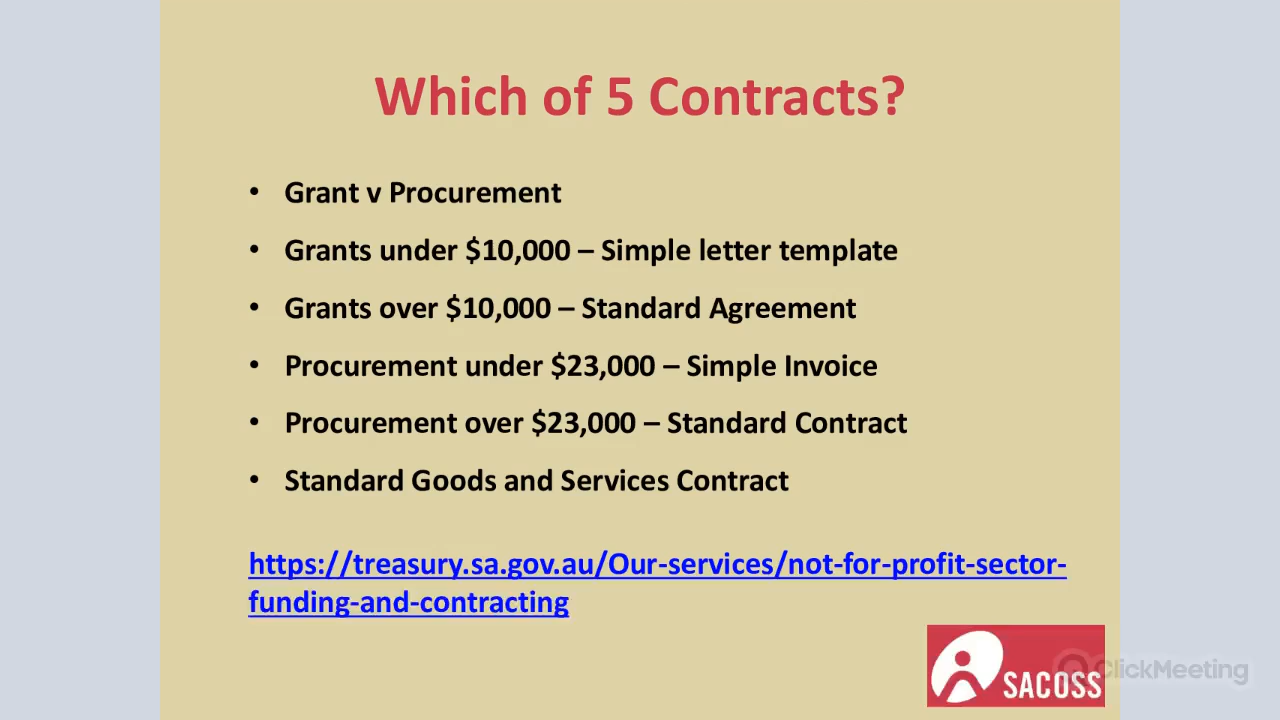 Which of 5 Contracts?
• Grant v Procurement
• Grants under $10,000 – Simple letter template
• Grants over $10,000 – Standard Agreement
• Procurement under $23,000 – Simple Invoice
• Procurement over $23,000 – Standard Contract
• Standard Goods and Services Contract
https://treasury.sa.gov.au/Our-services/not-for-profit-sector-
funding-and-contracting
SACOSS
ClickMeeting